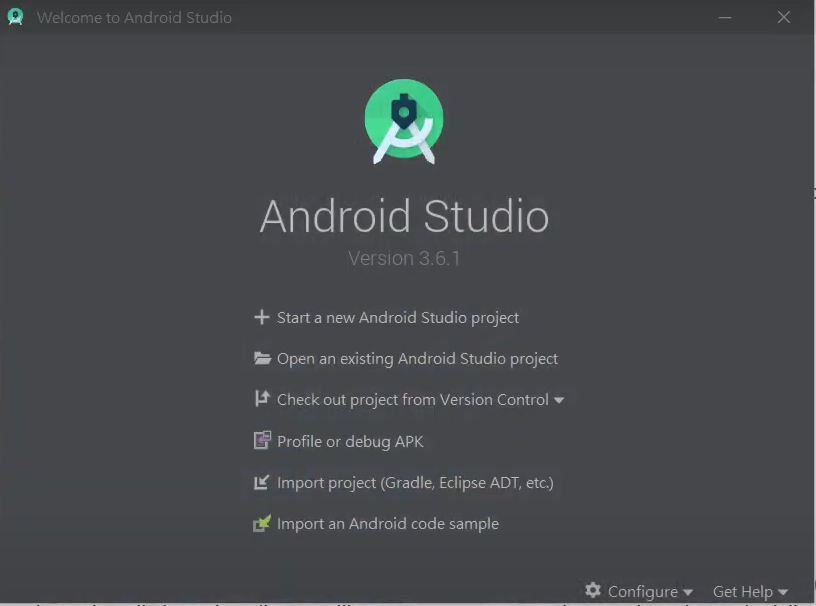 Welcome to Android Studio
Android Studio
Version 3.6.1
Start a new Android Studio project
Open an existing Android Studio project
Check out project from Version Control
Profile or debug APK
Import project (Gradle, Eclipse ADT, etc.)
Import an Android code sample
Configure Get Help